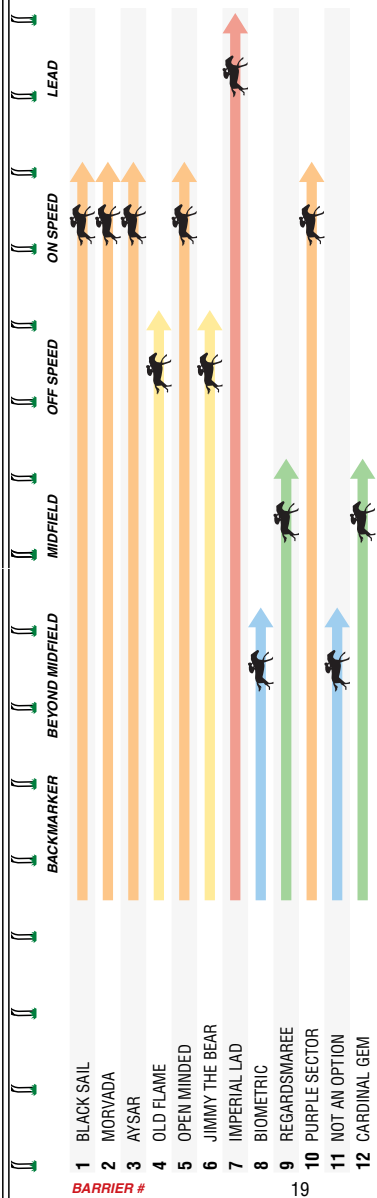 BACKMARKER
BEYOND MIDFIELD
MIDFIELD
OFF SPEED
ON SPEED
LEAD
BARRIER #
1 BLACK SAIL
2 MORVADA
3 AYSAR
4 OLD FLAME
5 OPEN MINDED
6 JIMMY THE BEAR
7 IMPERIAL LAD
8 BIOMETRIC
9 REGARDSMAREE
10 PURPLE SECTOR
11 NOT AN OPTION
12 CARDINAL GEM
19